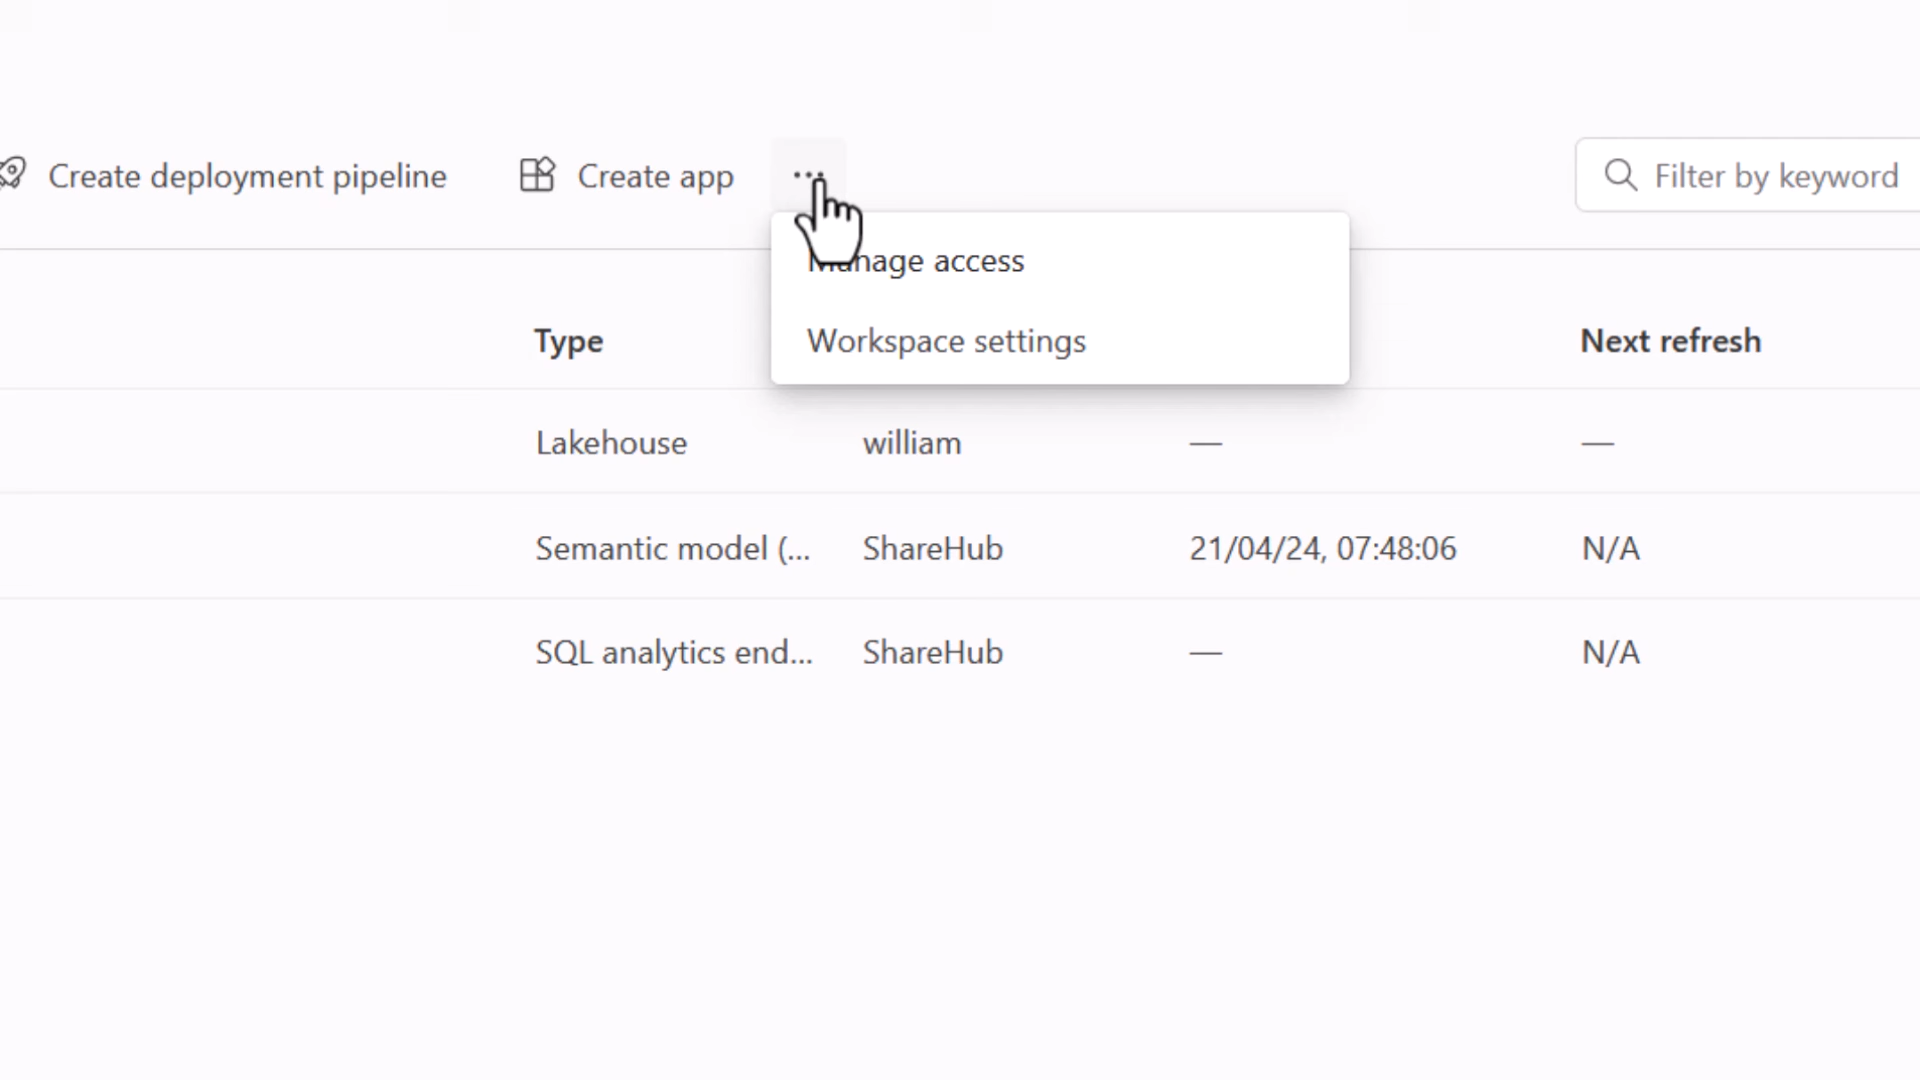 Create deployment pipeline
Create app
...
Filter by keyword
Manage access
Workspace settings
Type
Next refresh
Lakehouse
william
—
—
Semantic model (...
ShareHub
21/04/24, 07:48:06
N/A
SQL analytics end...
ShareHub
—
N/A